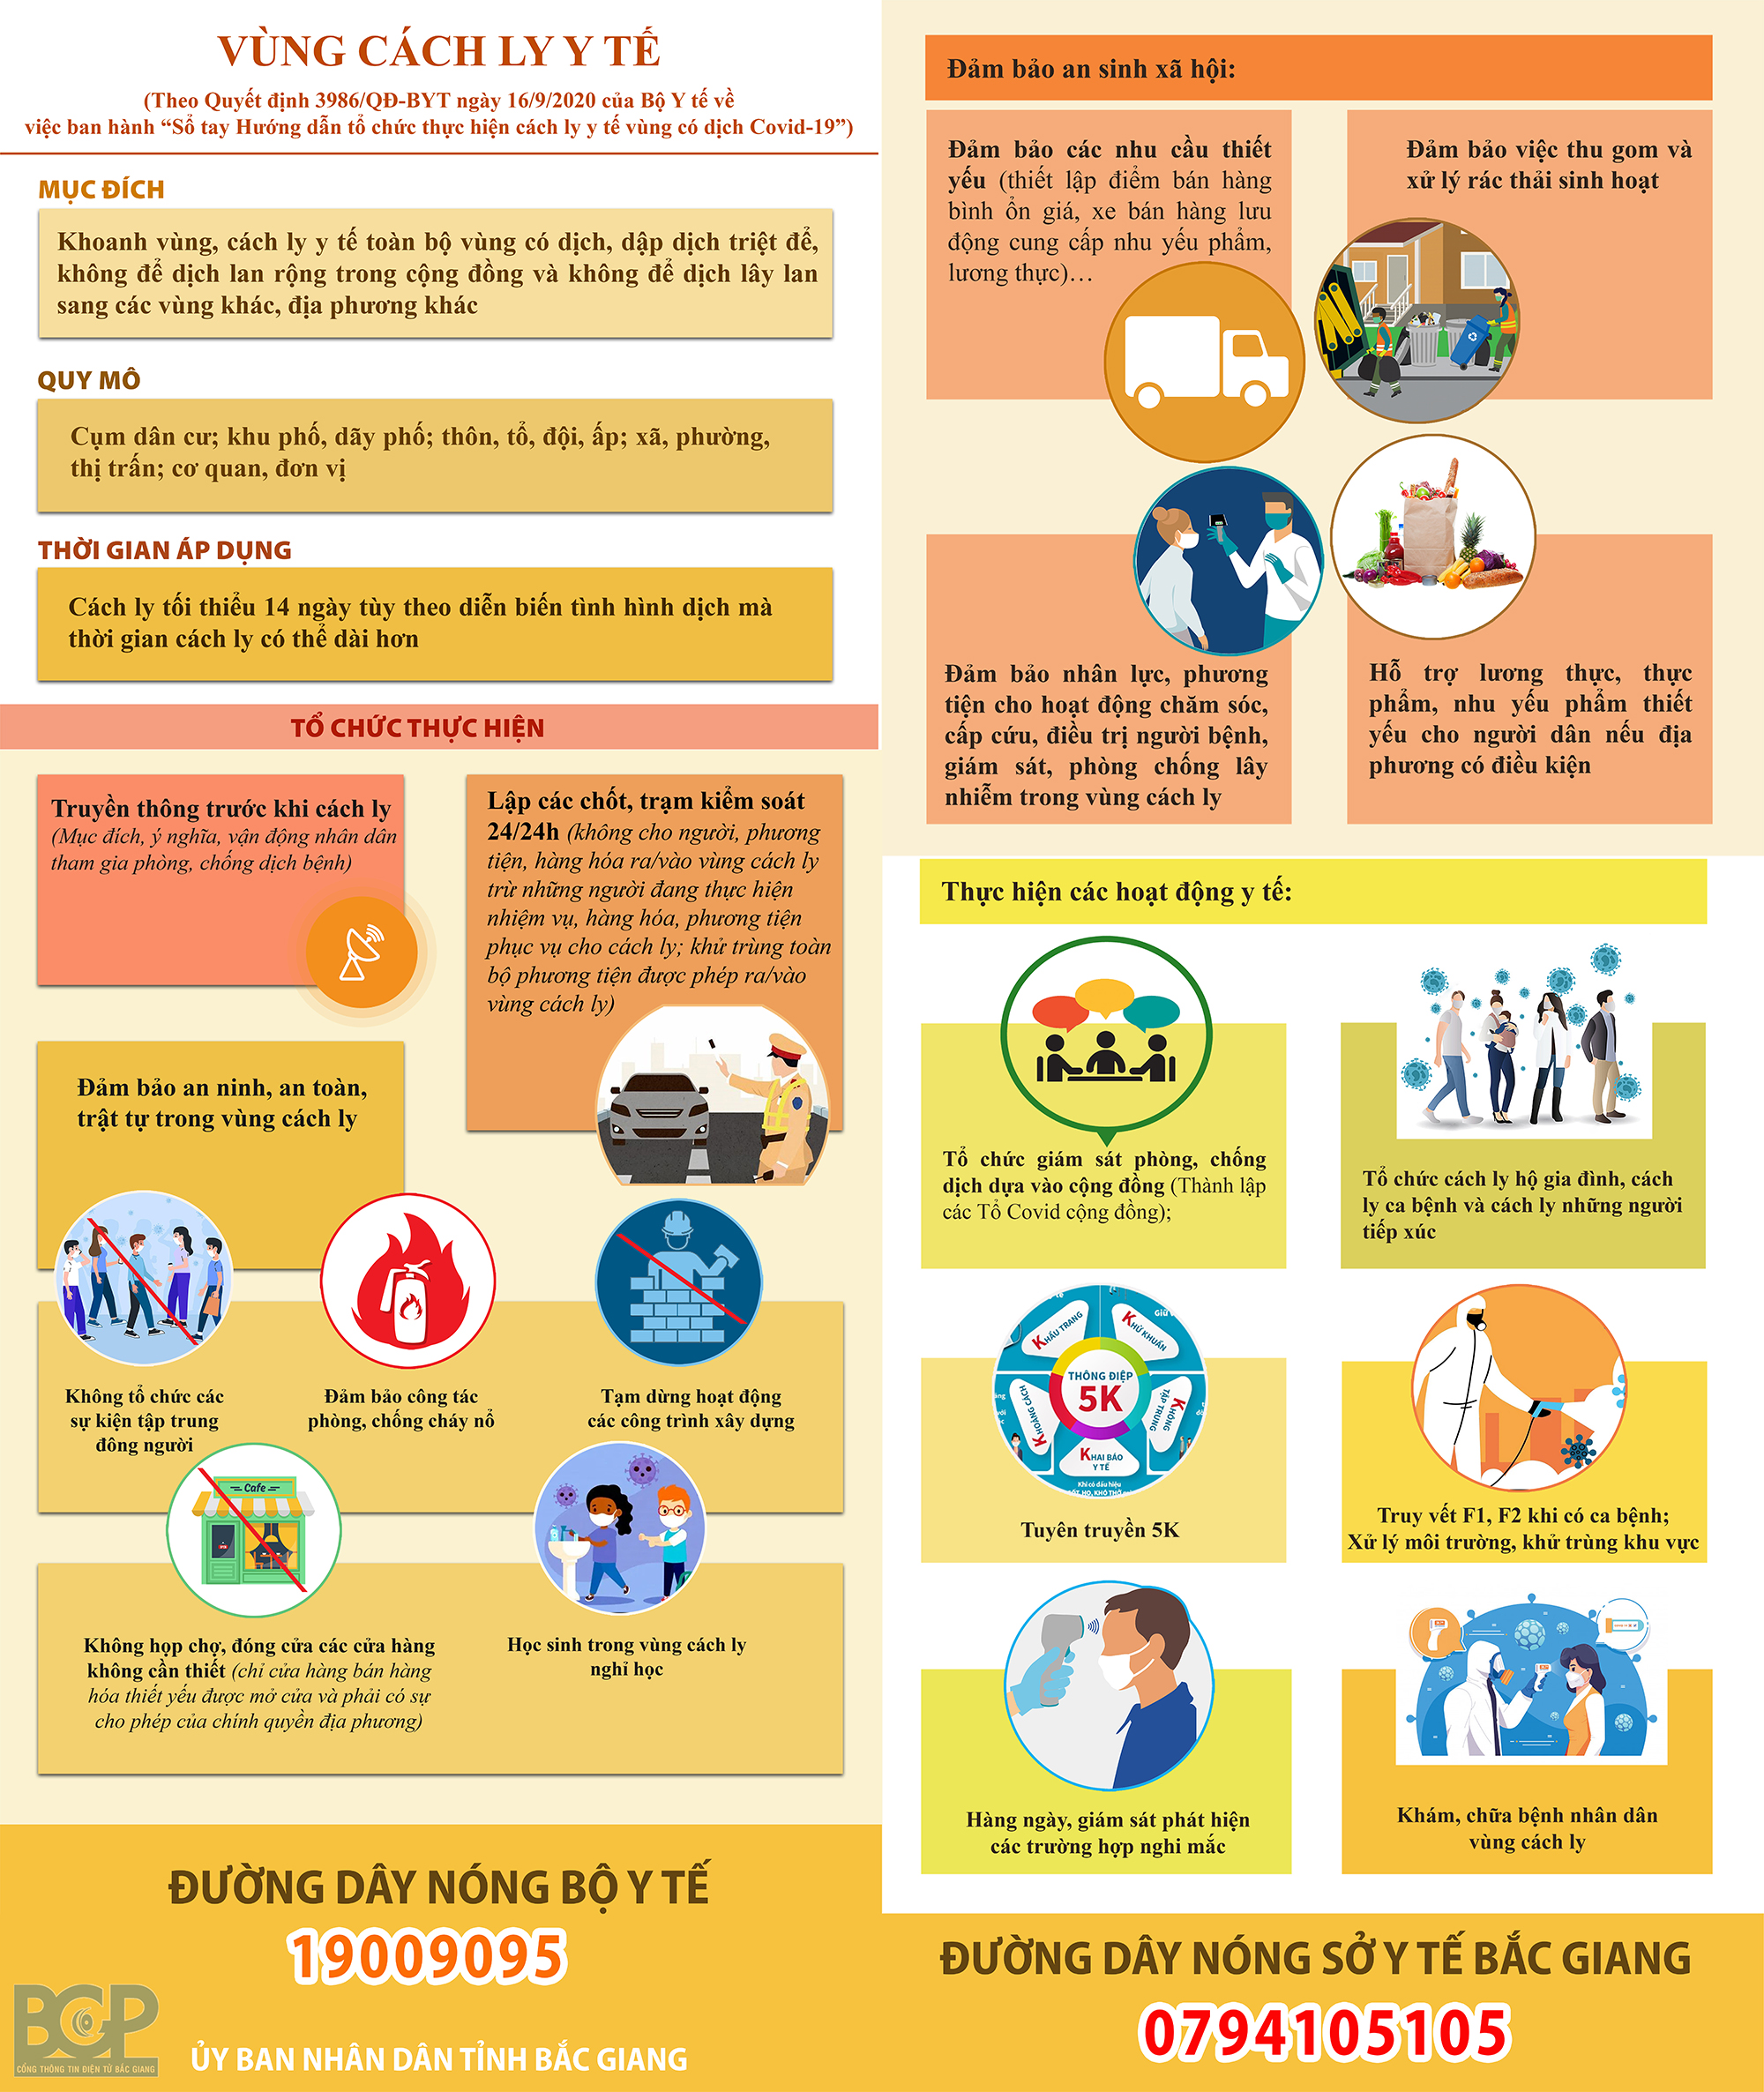 VÙNG CÁCH LY Y TẾ
(Theo Quyết định 3986/QĐ-BYT ngày 16/9/2020 của Bộ Y tế về
việc ban hành “Sổ tay Hướng dẫn tổ chức thực hiện cách ly y tế vùng có dịch Covid-19”)
MỤC ĐÍCH
Khoanh vùng, cách ly y tế toàn bộ vùng có dịch, dập dịch triệt để,
không để dịch lan rộng trong cộng đồng và không để dịch lây lan
sang các vùng khác, địa phương khác
QUY MÔ
Cụm dân cư; khu phố, dãy phố; thôn, tổ, đội, ấp; xã, phường,
thị trấn; cơ quan, đơn vị
THỜI GIAN ÁP DỤNG
Cách ly tối thiểu 14 ngày tùy theo diễn biến tình hình dịch mà
thời gian cách ly có thể dài hơn
TỔ CHỨC THỰC HIỆN
Truyền thông trước khi cách ly
(Mục đích, ý nghĩa, vận động nhân dân
tham gia phòng, chống dịch bệnh)
Lập các chốt, trạm kiểm soát
24/24h (không cho người, phương
tiện, hàng hóa ra/vào vùng cách ly
trừ những người đang thực hiện
nhiệm vụ, hàng hóa, phương tiện
phục vụ cho cách ly; khử trùng toàn
bộ phương tiện được phép ra/vào
vùng cách ly)
Đảm bảo an ninh, an toàn,
trật tự trong vùng cách ly
Không tổ chức các
sự kiện tập trung
đông người
Đảm bảo công tác
phòng, chống cháy nổ
Tạm dừng hoạt động
các công trình xây dựng
Cafe
Không họp chợ, đóng cửa các cửa hàng
không cần thiết (chỉ cửa hàng bán hàng
hóa thiết yếu được mở cửa và phải có sự
cho phép của chính quyền địa phương)
Học sinh trong vùng cách ly
nghỉ học
ĐƯỜNG DÂY NÓNG BỘ Y TẾ
19009095
BGP
CỔNG THÔNG TIN ĐIỆN TỬ BẮC GIANG
ỦY BAN NHÂN DÂN TỈNH BẮC GIANG
Đảm bảo an sinh xã hội:
Đảm bảo các nhu cầu thiết
yếu (thiết lập điểm bán hàng
bình ổn giá, xe bán hàng lưu
động cung cấp nhu yếu phẩm,
lương thực)…
Đảm bảo việc thu gom và
xử lý rác thải sinh hoạt
Đảm bảo nhân lực, phương
tiện cho hoạt động chăm sóc,
cấp cứu, điều trị người bệnh,
giám sát, phòng chống lây
nhiễm trong vùng cách ly
Hỗ trợ lương thực, thực
phẩm, nhu yếu phẩm thiết
yếu cho người dân nếu địa
phương có điều kiện
Thực hiện các hoạt động y tế:
Tổ chức giám sát phòng, chống
dịch dựa vào cộng đồng (Thành lập
các Tổ Covid cộng đồng);
Tổ chức cách ly hộ gia đình, cách
ly ca bệnh và cách ly những người
tiếp xúc
KHẨU TRANG
KHỬ KHUẨN
THÔNG ĐIỆP
5K
KHOẢNG CÁCH
KHÔNG
TẬP TRUNG
KHAI BÁO
Y TẾ
Khi có dấu hiệu
SỐT, HO, KHÓ THỞ
Tuyên truyền 5K
Truy vết F1, F2 khi có ca bệnh;
Xử lý môi trường, khử trùng khu vực
Hàng ngày, giám sát phát hiện
các trường hợp nghi mắc
Khám, chữa bệnh nhân dân
vùng cách ly
ĐƯỜNG DÂY NÓNG SỞ Y TẾ BẮC GIANG
0794105105